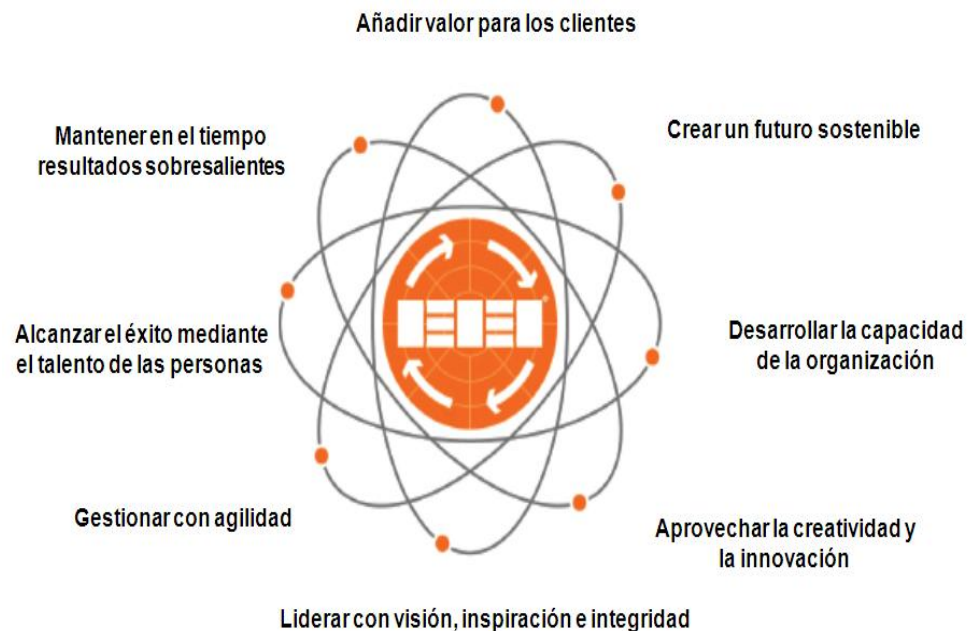 Añadir valor para los clientes
Crear un futuro sostenible
Mantener en el tiempo
resultados sobresalientes
Desarrollar la capacidad
de la organización
Alcanzar el éxito mediante
el talento de las personas
Gestionar con agilidad
Aprovechar la creatividad y
la innovación
Liderar con visión, inspiración e integridad